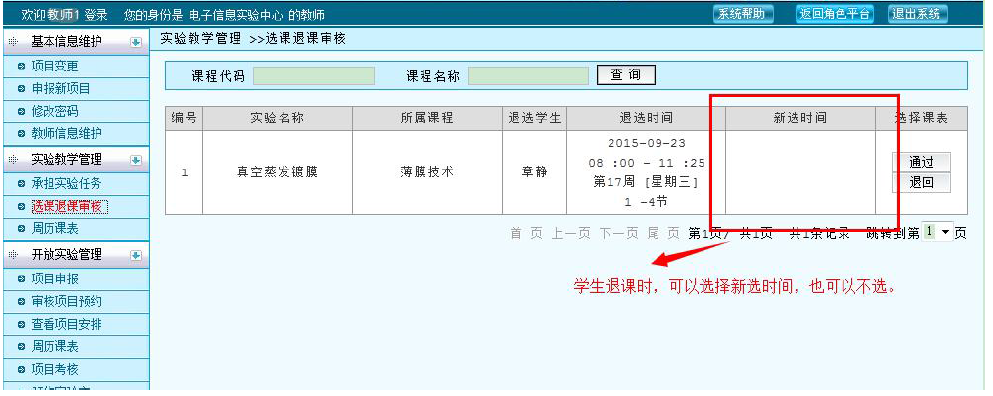 欢迎教师1 登录 您的身份是 电子信息实验中心 的教师 系统帮助 返回角色平台 退出系统
基本信息维护
项目变更
申报新项目
修改密码
教师信息维护
实验教学管理
承担实验任务
选课退课审核
周历课表
开放实验管理
项目申报
审核项目预约
查看项目安排
周历课表
项目考核
实验教学管理 >>选课退课审核
课程代码 课程名称 查 询
编号 实验名称 所属课程 退选学生 退选时间 新选时间 选择课表
1 真空蒸发镀膜 薄膜技术 章静
2015-09-23
08 :00 - 11 :25
第17周 [星期三]
1 -4节
通过
退回
首 页 上一页 下一页 尾 页 第1页/ 共1页 共1条记录 跳转到第 1 页
学生退课时，可以选择新选时间，也可以不选。